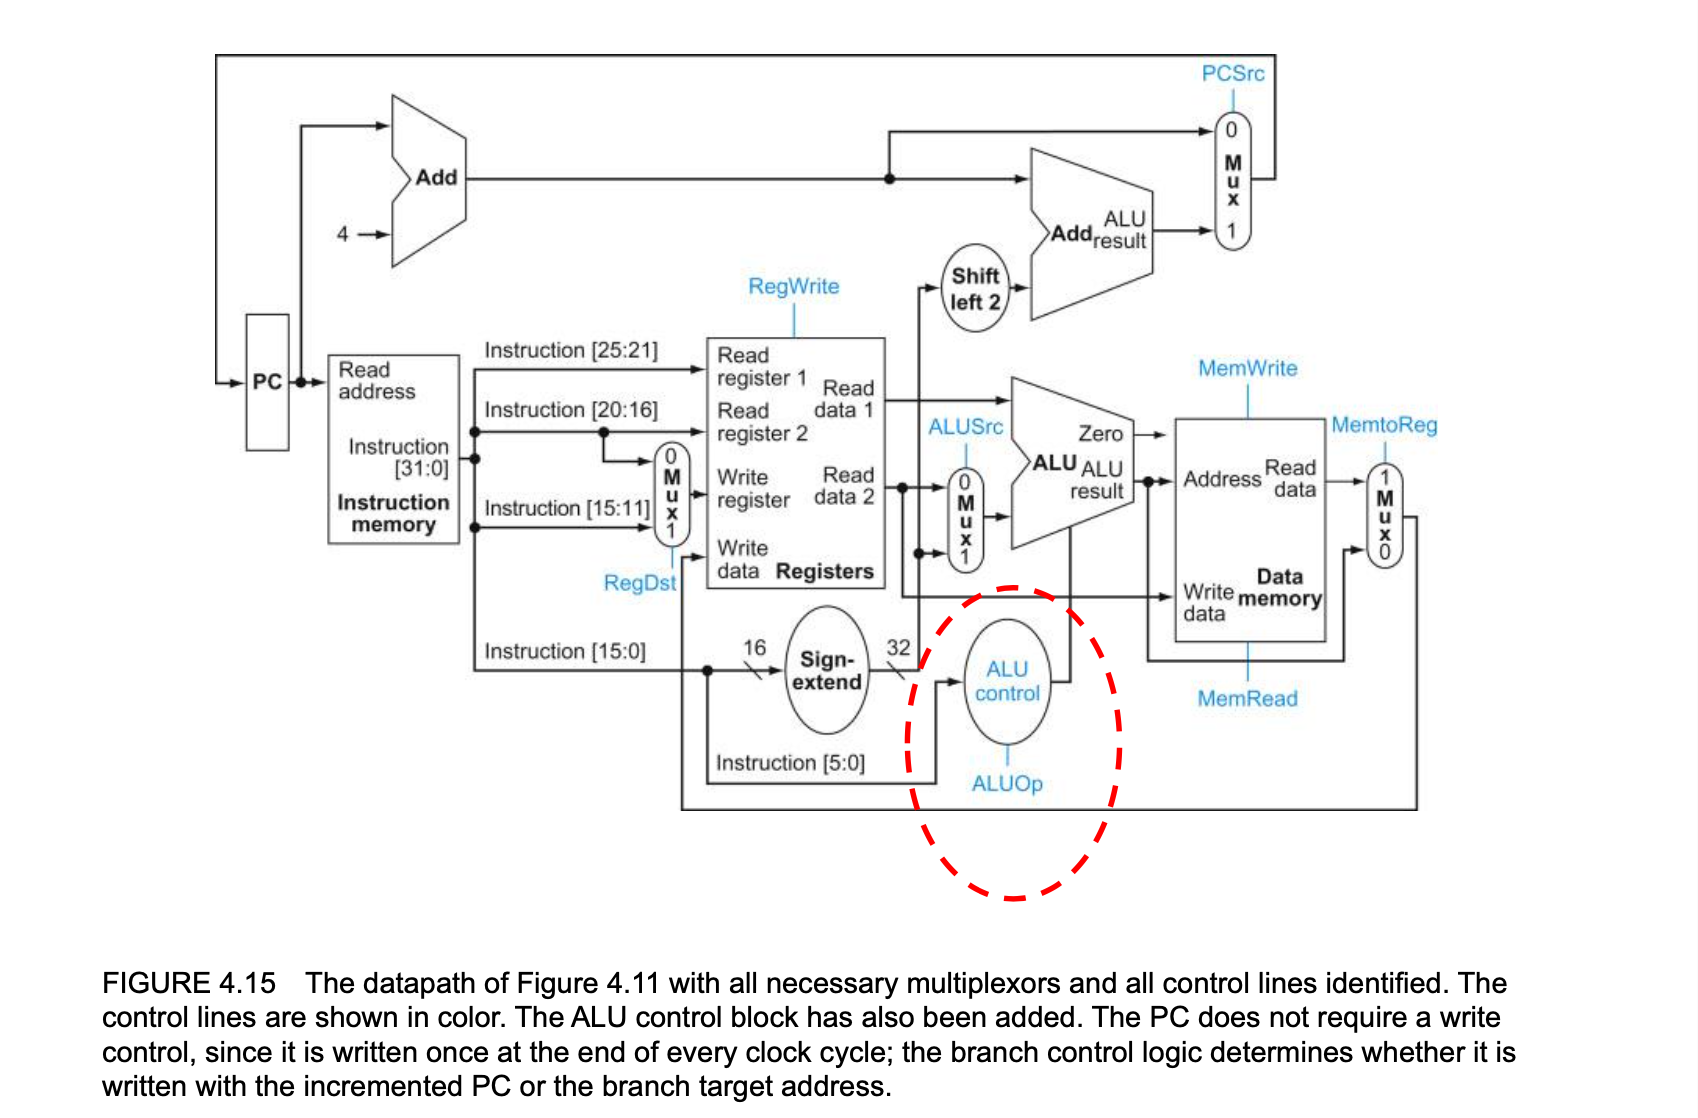 PCSrc
0
M
u
x
1
Add
4
ALU
Add result
Shift
left 2
RegWrite
PC
Read
address
Instruction
[31:0]
Instruction
memory
Instruction [25:21]
Instruction [20:16]
Instruction [15:11]
Instruction [15:0]
Instruction [5:0]
0
M
u
x
1
RegDst
Read
register 1
Read
register 2
Write
register
Write
data
Read
data 1
Read
data 2
Registers
ALUSrc
0
M
u
x
1
Zero
ALU ALU
result
MemWrite
Address
Read
data
Write
data
Data
memory
MemRead
MemtoReg
1
M
u
x
0
16
Sign-
extend
32
ALU
control
ALUOp
FIGURE 4.15 The datapath of Figure 4.11 with all necessary multiplexors and all control lines identified. The
control lines are shown in color. The ALU control block has also been added. The PC does not require a write
control, since it is written once at the end of every clock cycle; the branch control logic determines whether it is
written with the incremented PC or the branch target address.